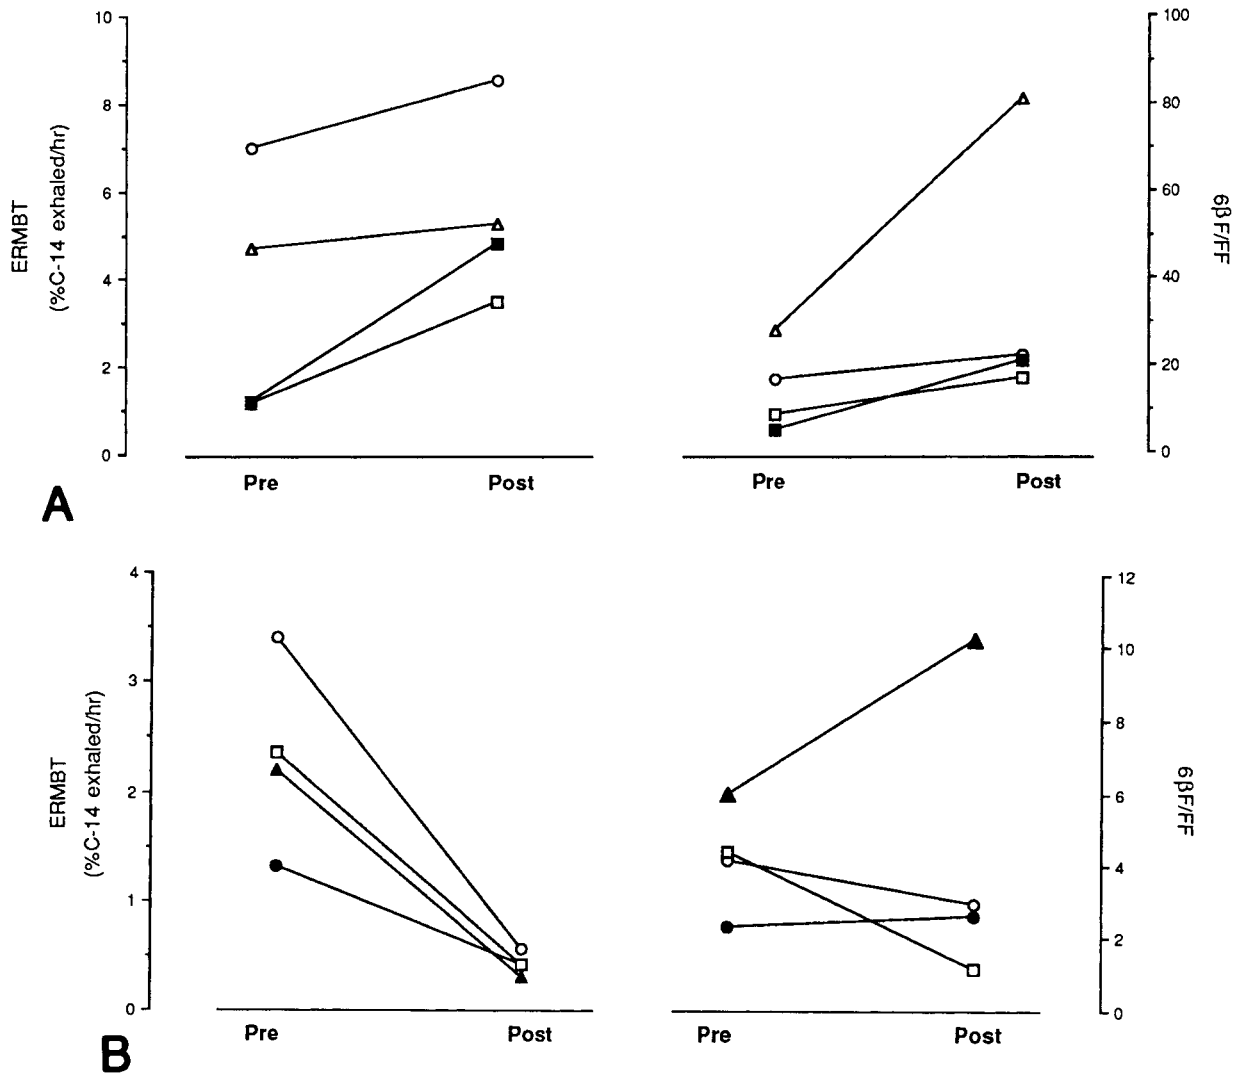 10
8
6
4
2
0
ERMBT
(%C-14 exhaled/hr)
Pre
Post
Pre
Post
100
80
60
40
20
0
6βF/FF
A
4
3
2
1
0
ERMBT
(%C-14 exhaled/hr)
Pre
Post
Pre
Post
12
10
8
6
4
2
0
6βF/FF
B